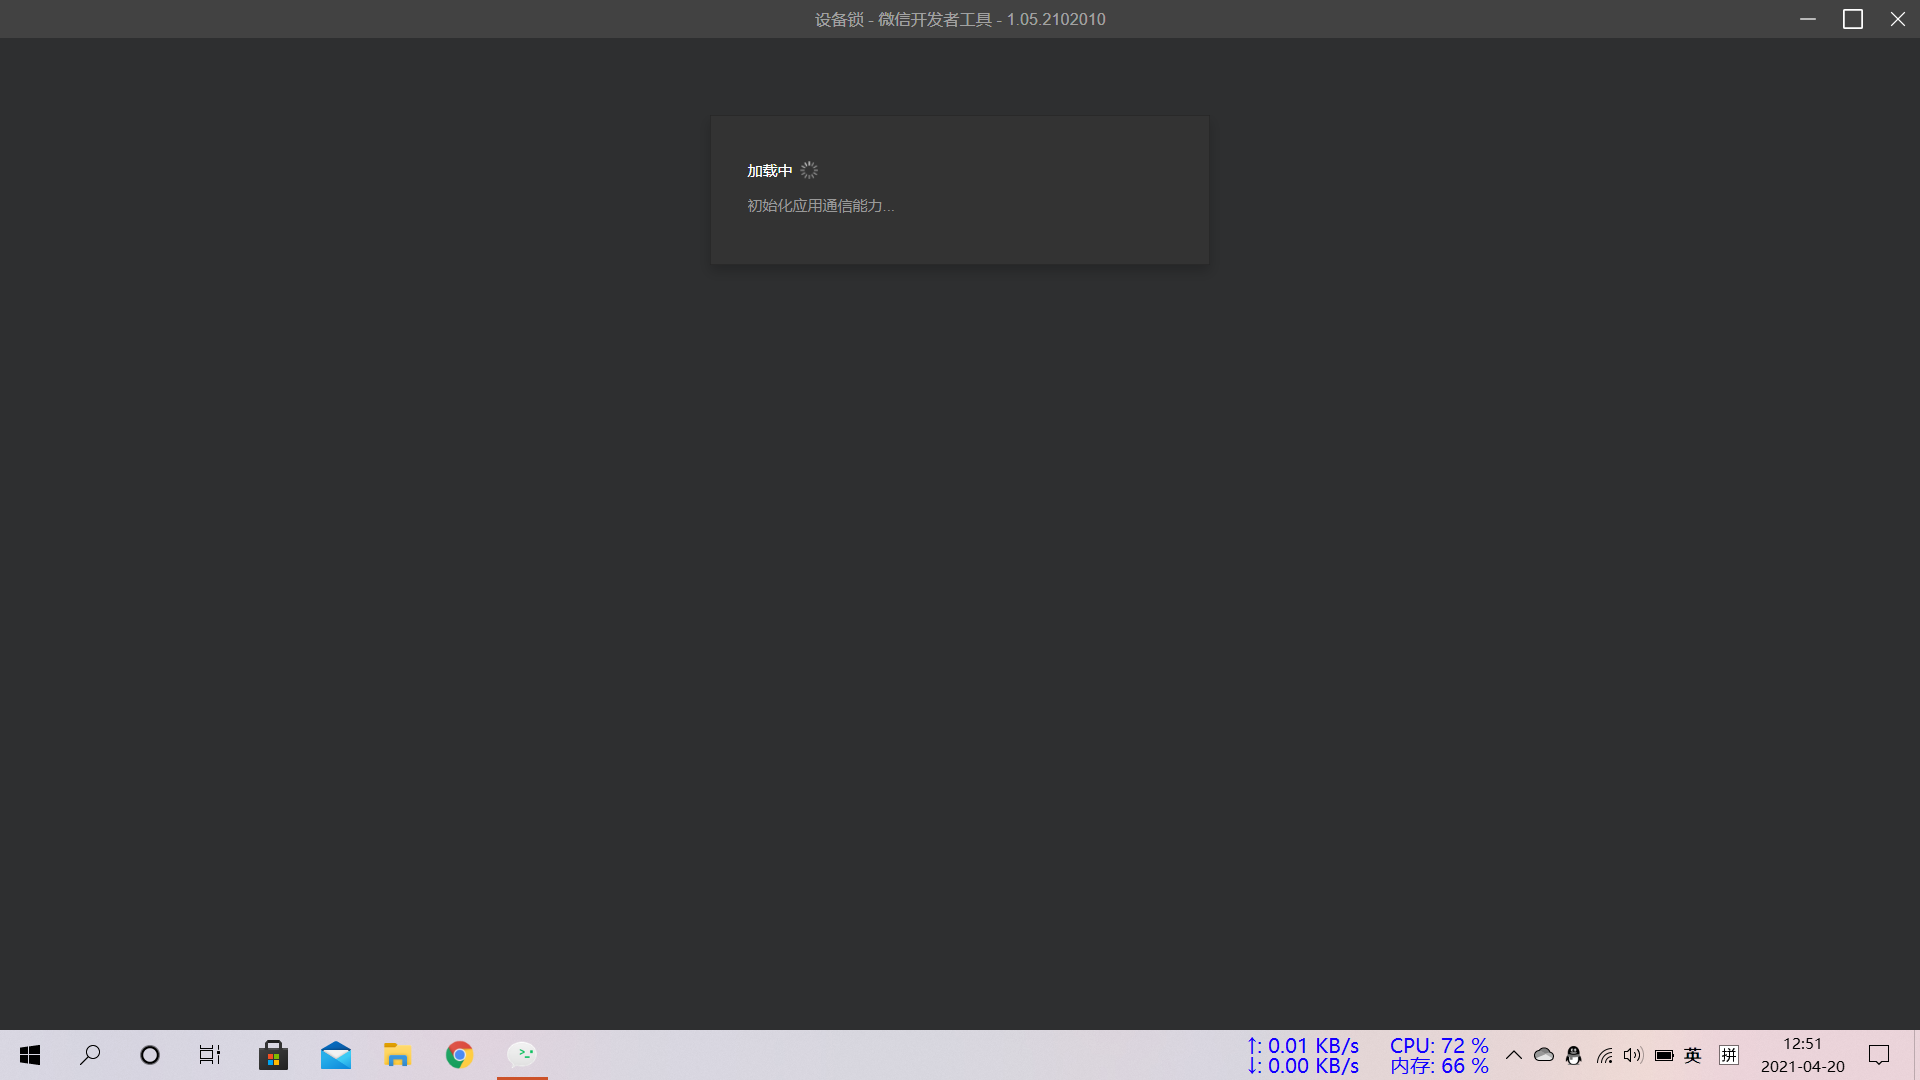 设备锁 - 微信开发者工具 - 1.05.2102010
加载中
初始化应用通信能力...
↑: 0.01 KB/s CPU: 72 %
↓: 0.00 KB/s 内存: 66 %
英
拼
12:51
2021-04-20